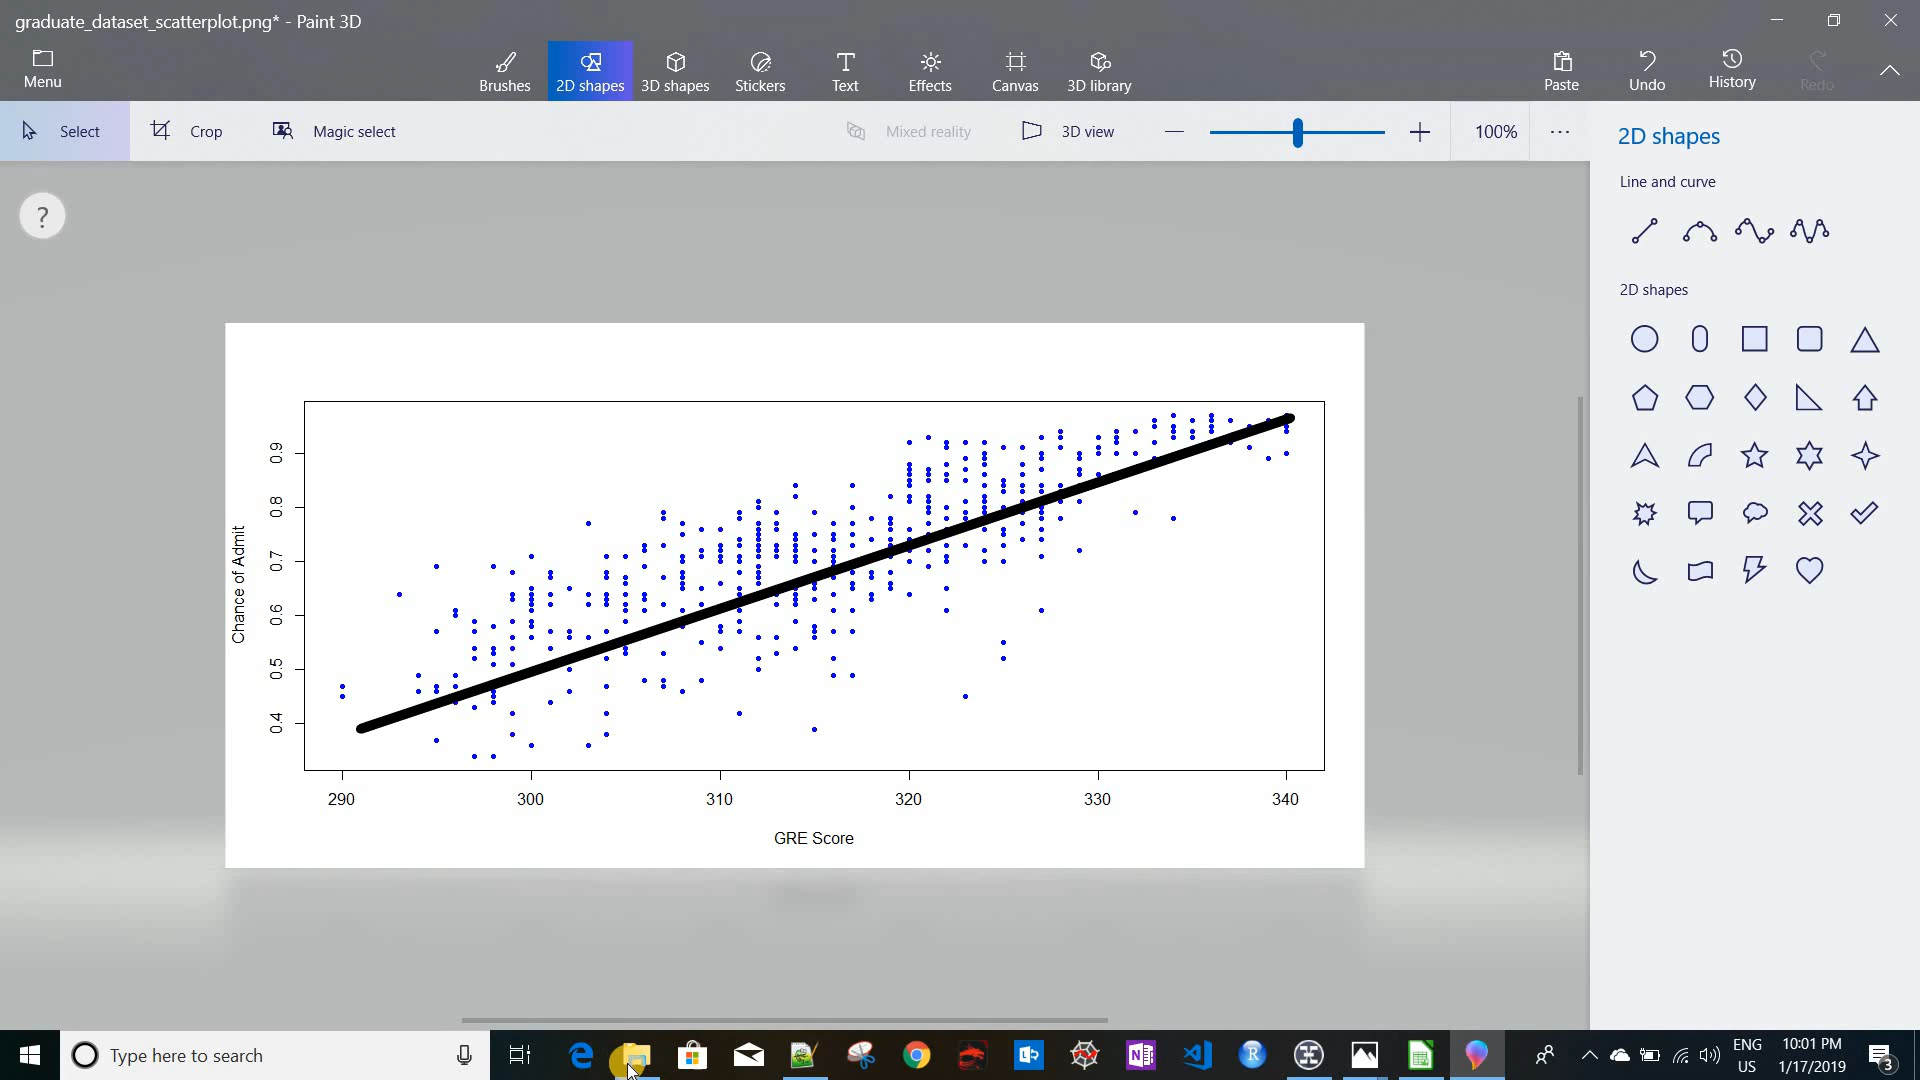 graduate_dataset_scatterplot.png* - Paint 3D
Menu
Brushes 2D shapes 3D shapes Stickers Text Effects Canvas 3D library Paste Undo History Redo
Select Crop Magic select Mixed reality 3D view 100%
2D shapes
Line and curve
2D shapes
?
Chance of Admit
0.9
0.8
0.7
0.6
0.5
0.4
290 300 310 320 330 340
GRE Score
Type here to search
ENG
US
10:01 PM
1/17/2019
3